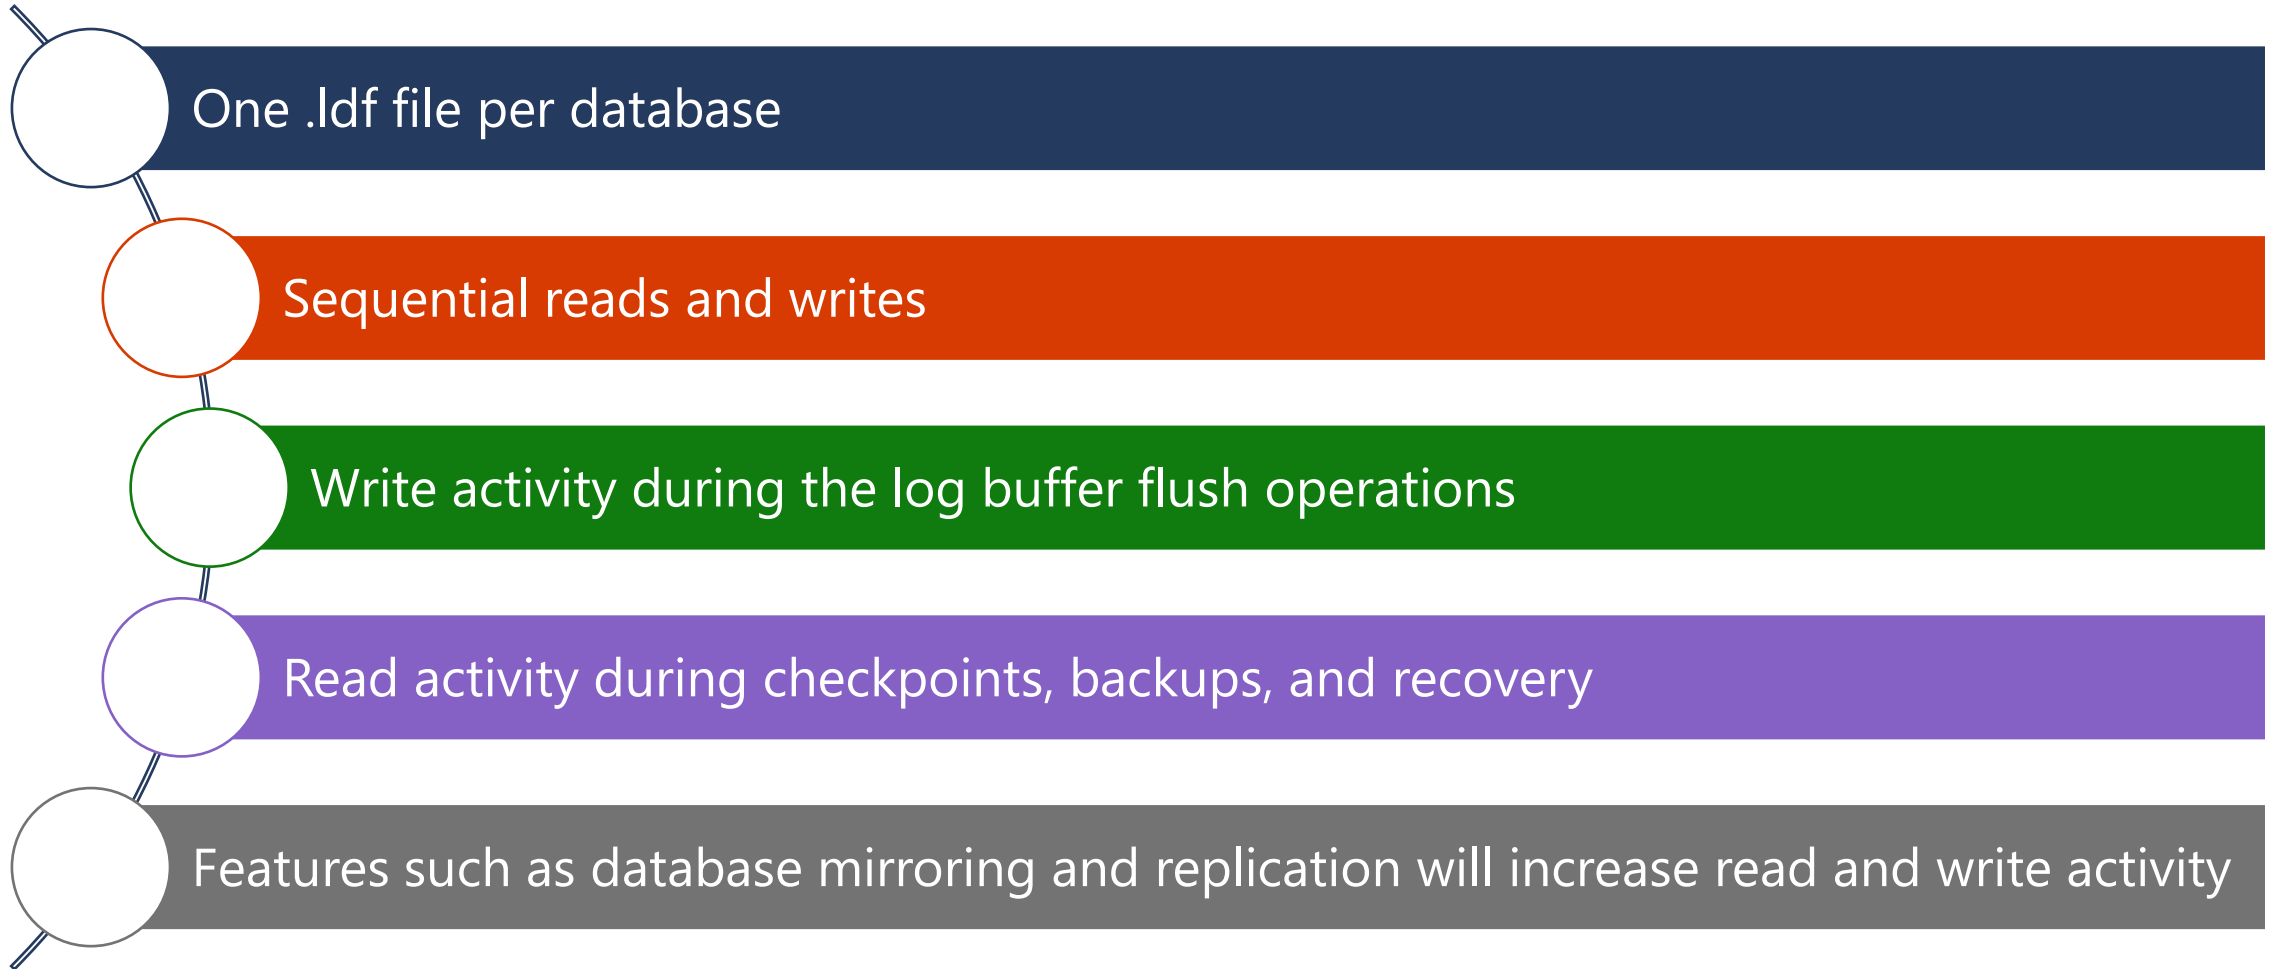 One .ldf file per database
Sequential reads and writes
Write activity during the log buffer flush operations
Read activity during checkpoints, backups, and recovery
Features such as database mirroring and replication will increase read and write activity